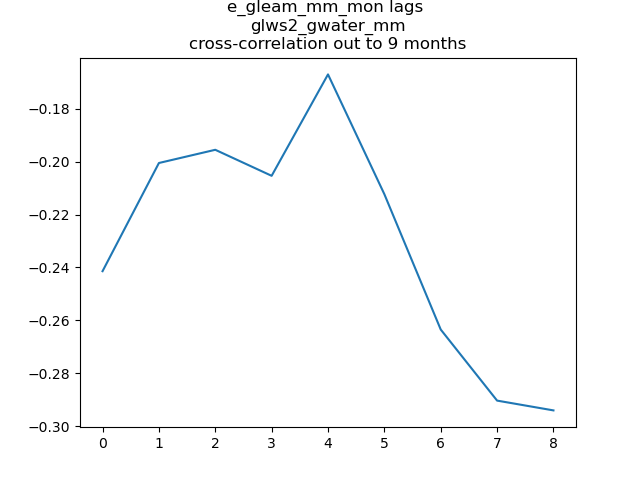 e_gleam_mm_mon lags
glws2_gwater_mm
cross-correlation out to 9 months
−0.18
−0.20
−0.22
−0.24
−0.26
−0.28
−0.30
0 1 2 3 4 5 6 7 8